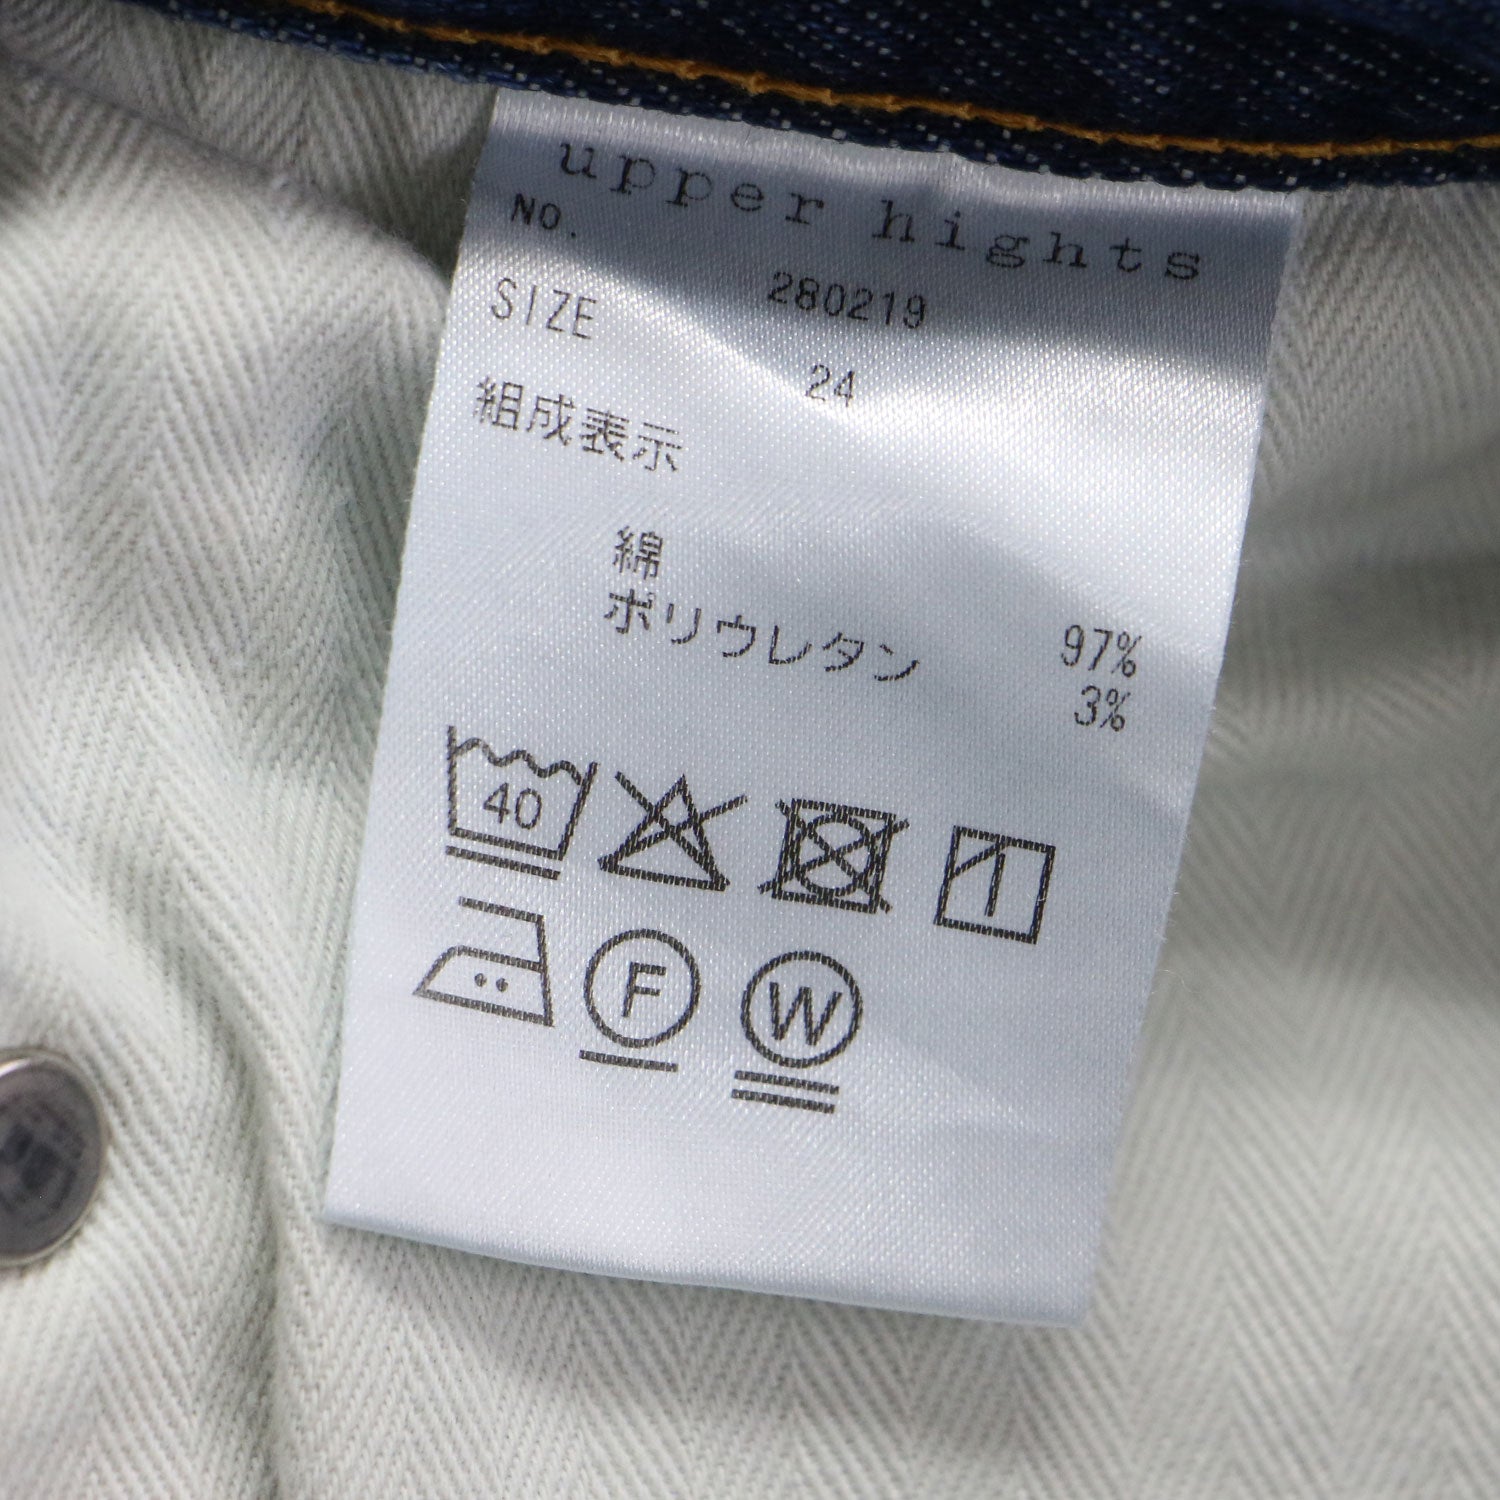 upper hights
NO. 280219
SIZE 24
組成表示
綿 97%
ポリウレタン 3%
40
F
W